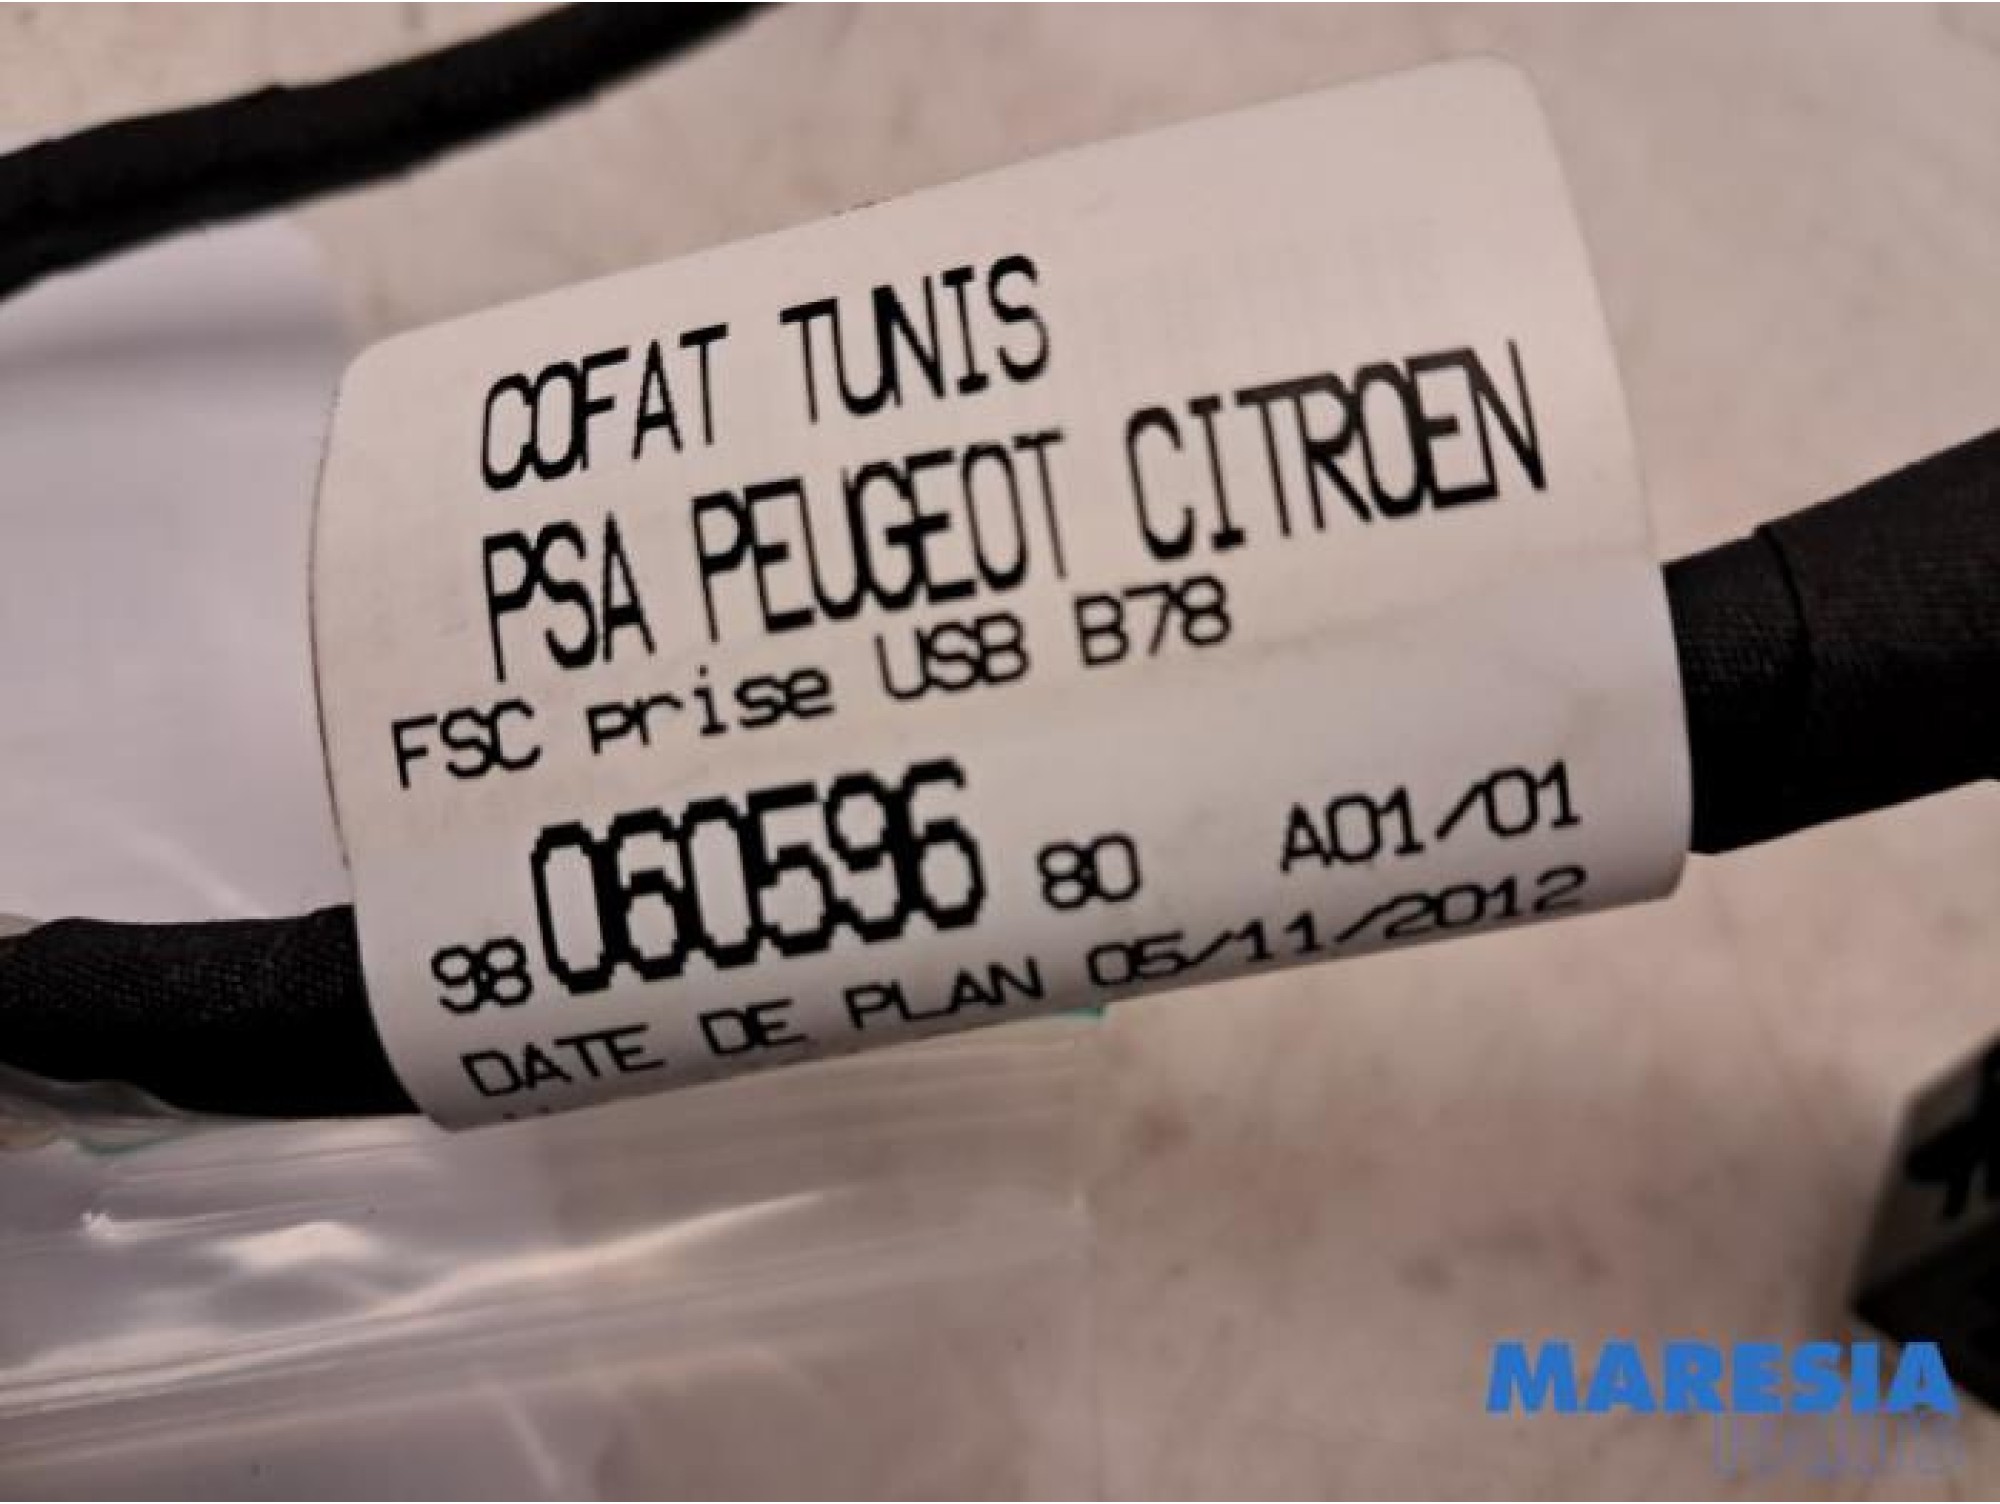 COFAT TUNIS
PSA PEUGEOT CITROEN
FSC prise USB B78
98 060596 80 A01/01
DATE DE PLAN 05/11/2012
MARESIA